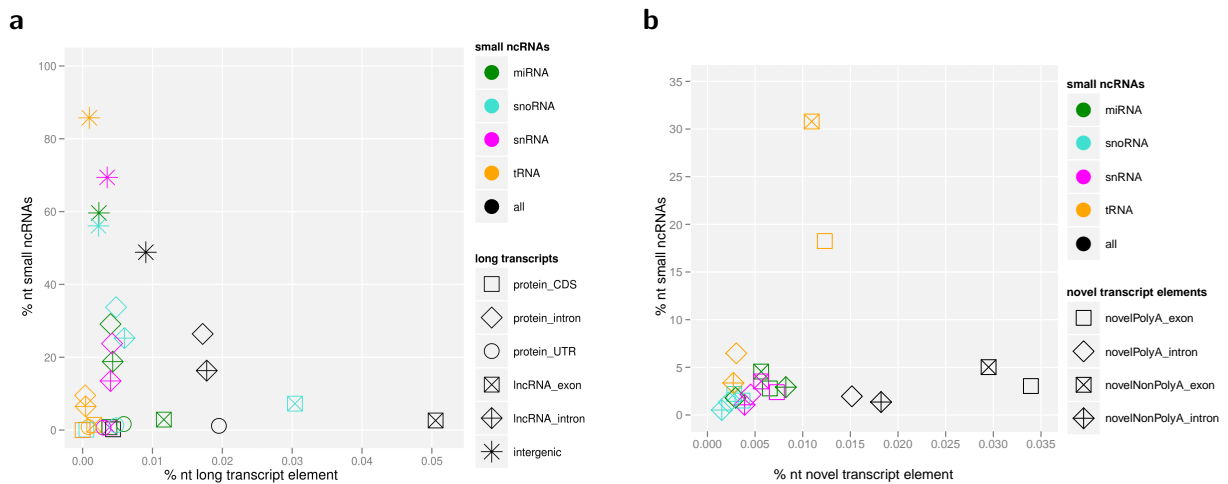 a
% nt small ncRNAs
100
80
60
40
20
0
0.00 0.01 0.02 0.03 0.04 0.05
% nt long transcript element
small ncRNAs
miRNA
snoRNA
snRNA
tRNA
all
long transcripts
protein_CDS
protein_intron
protein_UTR
lncRNA_exon
lncRNA_intron
intergenic
b
% nt small ncRNAs
35
30
25
20
15
10
5
0
0.000 0.005 0.010 0.015 0.020 0.025 0.030 0.035
% nt novel transcript element
small ncRNAs
miRNA
snoRNA
snRNA
tRNA
all
novel transcript elements
novelPolyA_exon
novelPolyA_intron
novelNonPolyA_exon
novelNonPolyA_intron